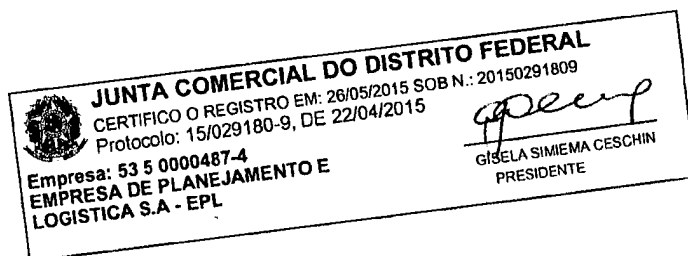 JUNTA COMERCIAL DO DISTRITO FEDERAL
CERTIFICO O REGISTRO EM: 26/05/2015 SOB N.: 20150291809
Protocolo: 15/029180-9, DE 22/04/2015
Empresa: 53 5 0000487-4
EMPRESA DE PLANEJAMENTO E
LOGISTICA S.A - EPL
GISELA SIMIEMA CESCHIN
PRESIDENTE